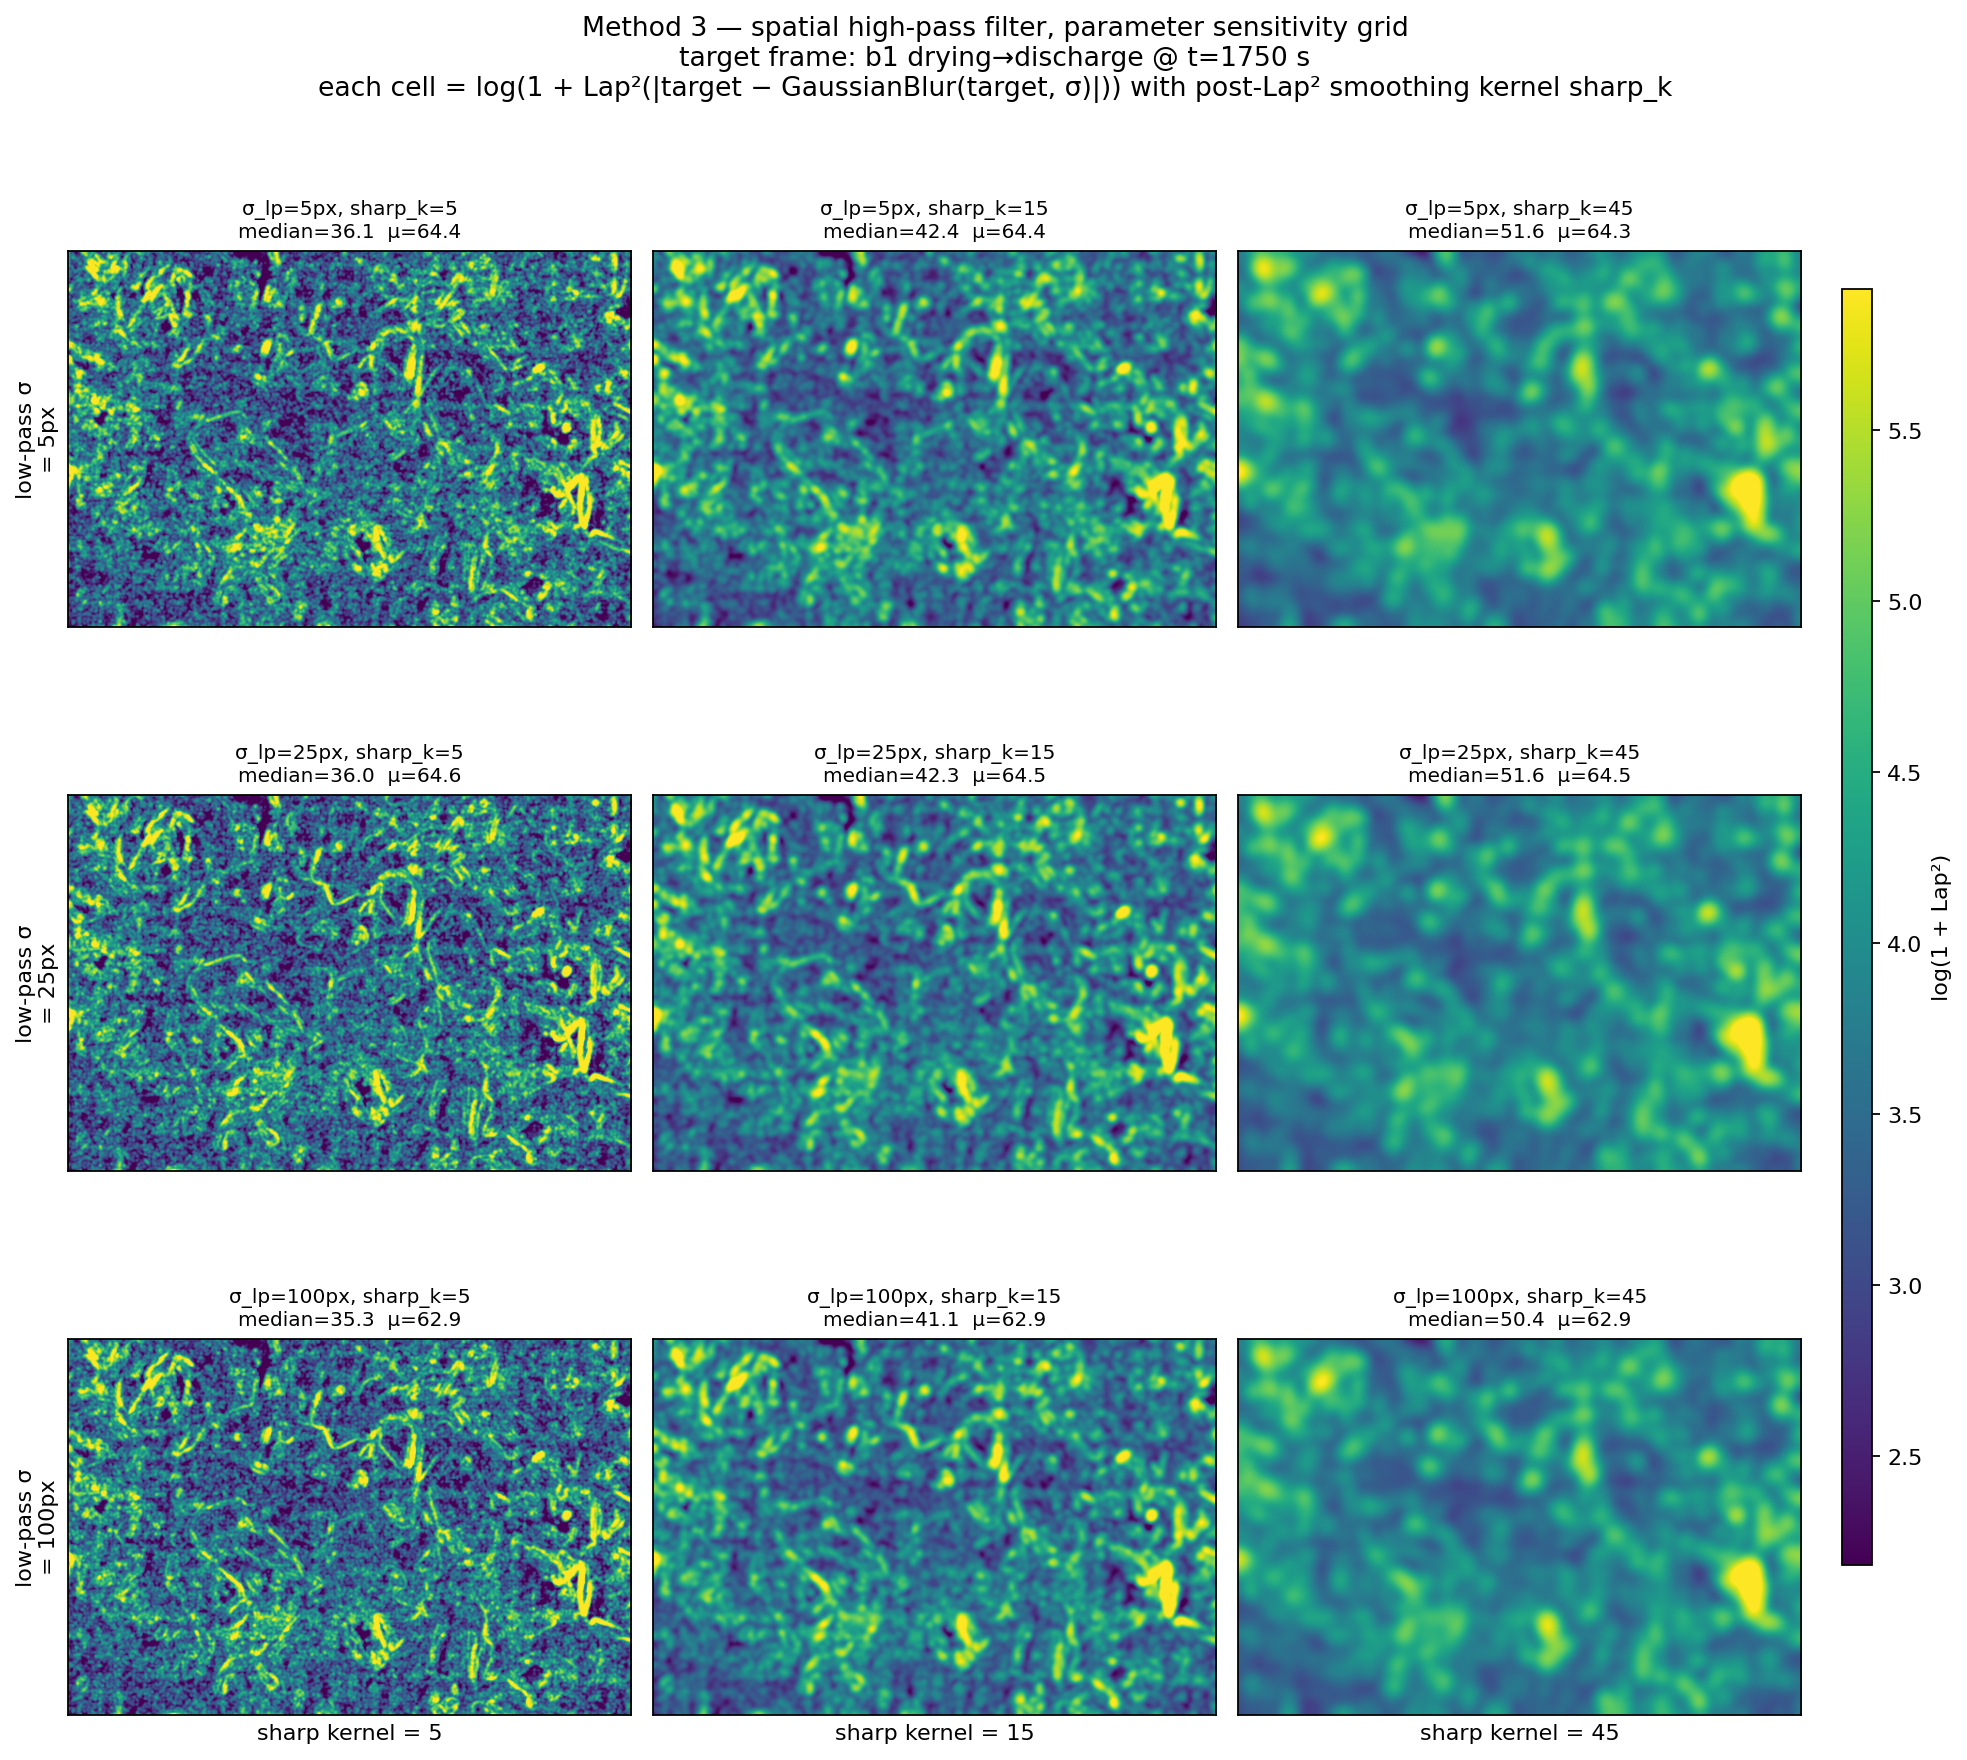 Method 3 — spatial high-pass filter, parameter sensitivity grid
target frame: b1 drying→discharge @ t=1750 s
each cell = log(1 + Lap²(|target − GaussianBlur(target, σ)|)) with post-Lap² smoothing kernel sharp_k
σ_lp=5px, sharp_k=5
median=36.1  μ=64.4
σ_lp=5px, sharp_k=15
median=42.4  μ=64.4
σ_lp=5px, sharp_k=45
median=51.6  μ=64.3
low-pass σ
= 5px
σ_lp=25px, sharp_k=5
median=36.0  μ=64.6
σ_lp=25px, sharp_k=15
median=42.3  μ=64.5
σ_lp=25px, sharp_k=45
median=51.6  μ=64.5
low-pass σ
= 25px
σ_lp=100px, sharp_k=5
median=35.3  μ=62.9
σ_lp=100px, sharp_k=15
median=41.1  μ=62.9
σ_lp=100px, sharp_k=45
median=50.4  μ=62.9
low-pass σ
= 100px
sharp kernel = 5
sharp kernel = 15
sharp kernel = 45
5.5
5.0
4.5
4.0
3.5
3.0
2.5
log(1 + Lap²)